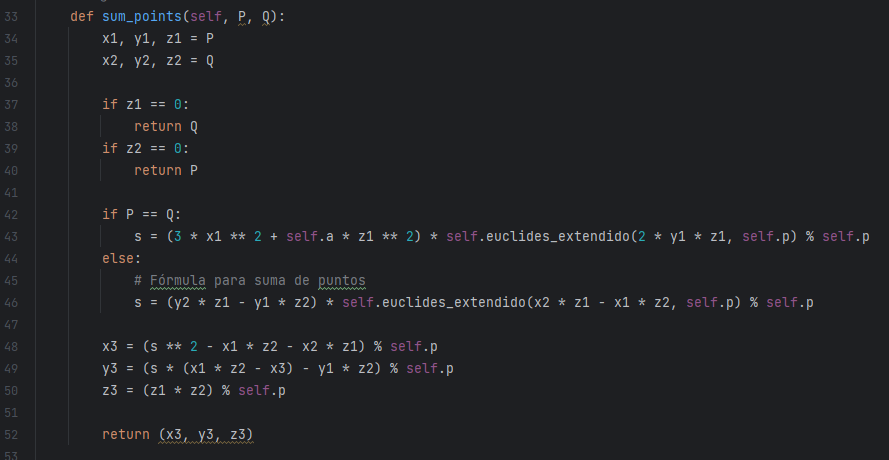 33 def sum_points(self, P, Q):
34 x1, y1, z1 = P
35 x2, y2, z2 = Q
36
37 if z1 == 0:
38 return Q
39 if z2 == 0:
40 return P
41
42 if P == Q:
43 s = (3 * x1 ** 2 + self.a * z1 ** 2) * self.euclides_extendido(2 * y1 * z1, self.p) % self.p
44 else:
45 # Fórmula para suma de puntos
46 s = (y2 * z1 - y1 * z2) * self.euclides_extendido(x2 * z1 - x1 * z2, self.p) % self.p
47
48 x3 = (s ** 2 - x1 * z2 - x2 * z1) % self.p
49 y3 = (s * (x1 * z2 - x3) - y1 * z2) % self.p
50 z3 = (z1 * z2) % self.p
51
52 return (x3, y3, z3)
53